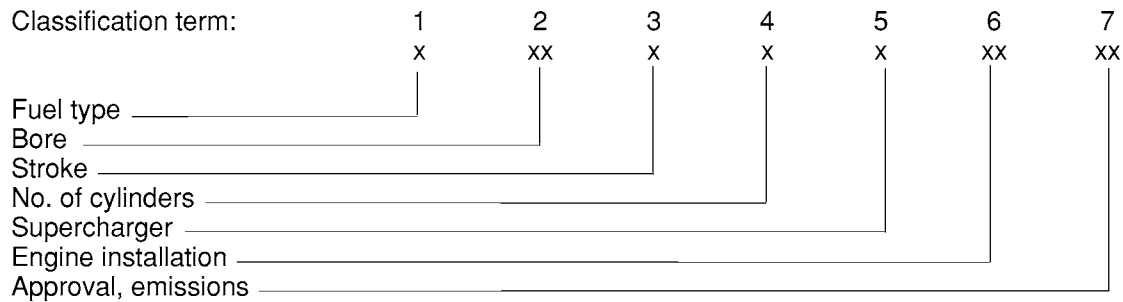 Classification term: 1 2 3 4 5 6 7
x xx x x x xx xx
Fuel type
Bore
Stroke
No. of cylinders
Supercharger
Engine installation
Approval, emissions